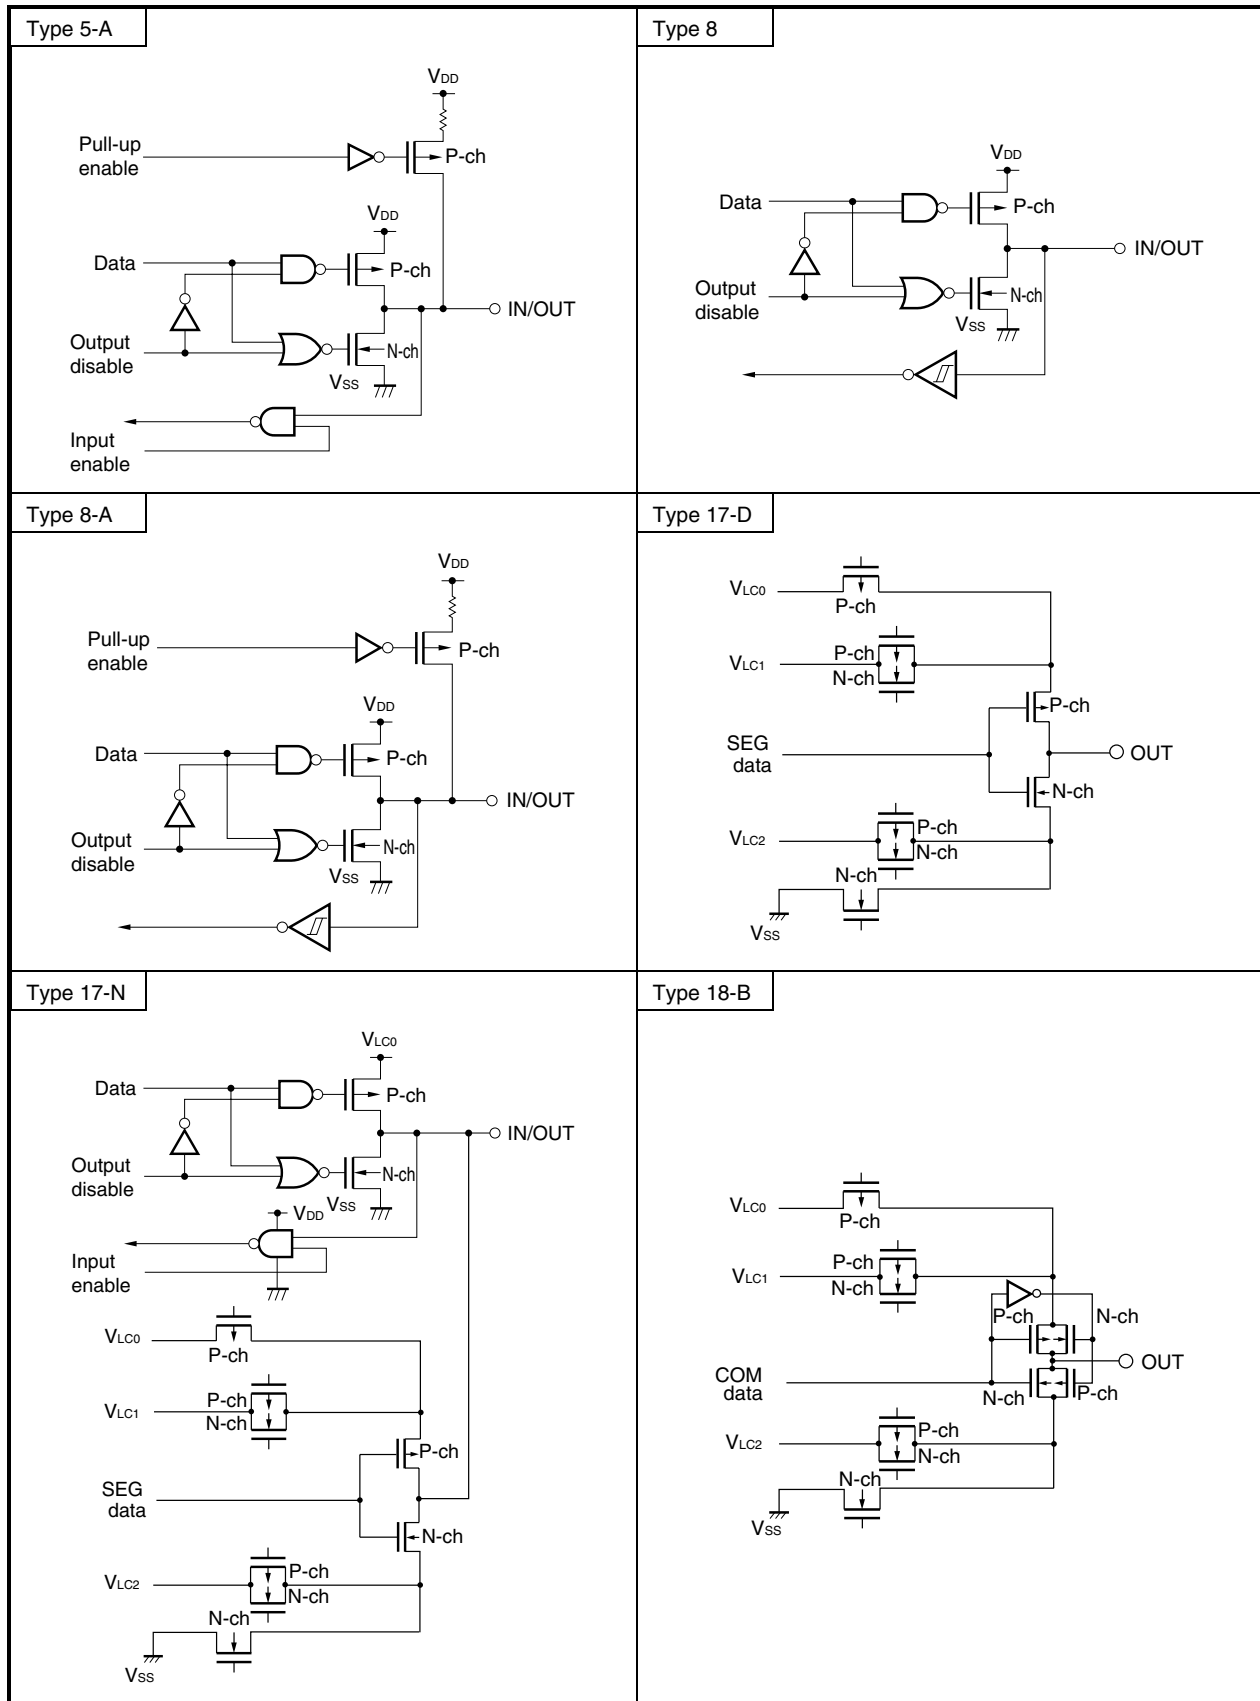 Type 5-A
VDD
Pull-up
enable
P-ch
VDD
Data
P-ch
IN/OUT
Output
disable
N-ch
VSS
Input
enable
Type 8
VDD
Data
P-ch
IN/OUT
Output
disable
N-ch
VSS
Type 8-A
VDD
Pull-up
enable
P-ch
VDD
Data
P-ch
IN/OUT
Output
disable
N-ch
VSS
Type 17-D
VLC0
P-ch
VLC1
P-ch
N-ch
P-ch
SEG
data
OUT
N-ch
VLC2
P-ch
N-ch
N-ch
VSS
Type 17-N
VLC0
Data
P-ch
IN/OUT
Output
disable
N-ch
VSS
VDD
Input
enable
VLC0
P-ch
VLC1
P-ch
N-ch
P-ch
SEG
data
N-ch
VLC2
P-ch
N-ch
N-ch
VSS
Type 18-B
VLC0
P-ch
VLC1
P-ch
N-ch
P-ch
N-ch
OUT
COM
data
N-ch
P-ch
VLC2
P-ch
N-ch
N-ch
VSS